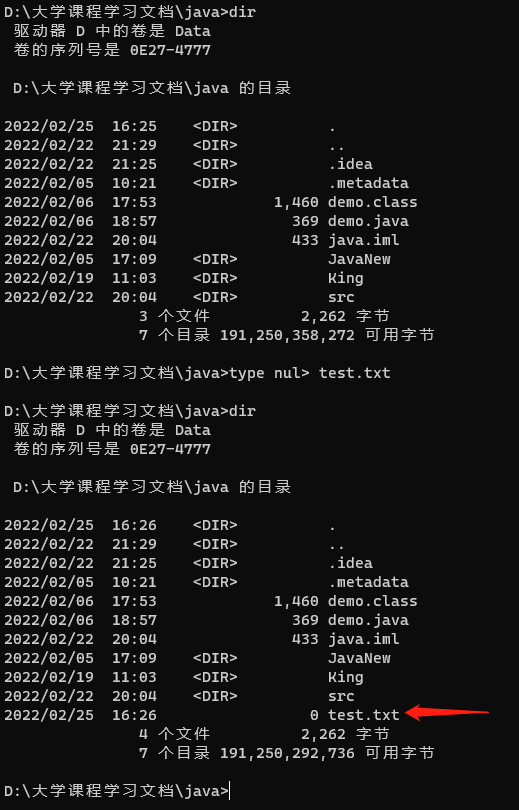 D:\大学课程学习文档\java>dir
 驱动器 D 中的卷是 Data
 卷的序列号是 0E27-4777
 D:\大学课程学习文档\java 的目录
2022/02/25  16:25    <DIR>          .
2022/02/22  21:29    <DIR>          ..
2022/02/22  21:25    <DIR>          .idea
2022/02/05  10:21    <DIR>          .metadata
2022/02/06  17:53             1,460 demo.class
2022/02/06  18:57               369 demo.java
2022/02/22  20:04               433 java.iml
2022/02/05  17:09    <DIR>          JavaNew
2022/02/19  11:03    <DIR>          King
2022/02/22  20:04    <DIR>          src
               3 个文件          2,262 字节
               7 个目录 191,250,358,272 可用字节
D:\大学课程学习文档\java>type nul> test.txt
D:\大学课程学习文档\java>dir
 驱动器 D 中的卷是 Data
 卷的序列号是 0E27-4777
 D:\大学课程学习文档\java 的目录
2022/02/25  16:26    <DIR>          .
2022/02/22  21:29    <DIR>          ..
2022/02/22  21:25    <DIR>          .idea
2022/02/05  10:21    <DIR>          .metadata
2022/02/06  17:53             1,460 demo.class
2022/02/06  18:57               369 demo.java
2022/02/22  20:04               433 java.iml
2022/02/05  17:09    <DIR>          JavaNew
2022/02/19  11:03    <DIR>          King
2022/02/22  20:04    <DIR>          src
2022/02/25  16:26                 0 test.txt
               4 个文件          2,262 字节
               7 个目录 191,250,292,736 可用字节
D:\大学课程学习文档\java>